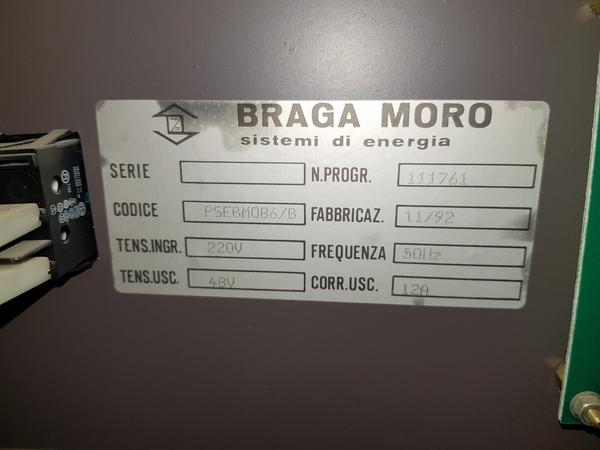 BRAGA MORO
sistemi di energia
SERIE N.PROGR. 111761
CODICE PSEBM086/B FABBRICAZ. 11/92
TENS.INGR. 220V FREQUENZA 50Hz
TENS.USC. 48V CORR.USC. 12A